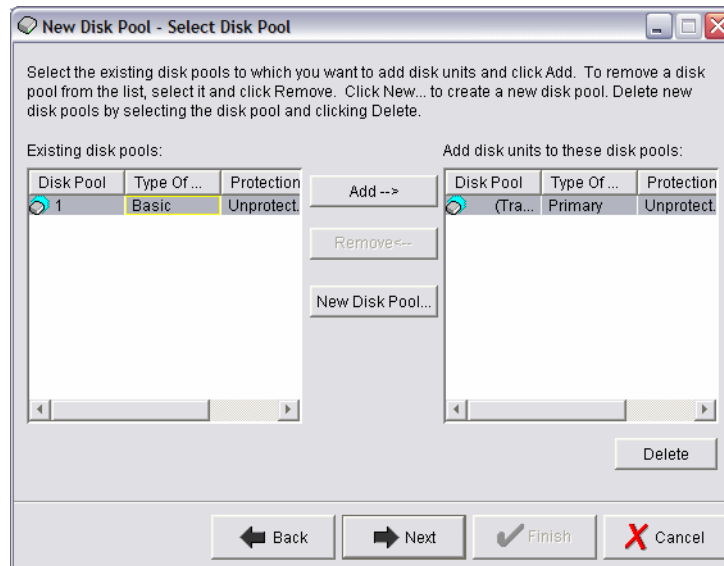 New Disk Pool - Select Disk Pool
Select the existing disk pools to which you want to add disk units and click Add. To remove a disk
pool from the list, select it and click Remove. Click New... to create a new disk pool. Delete new
disk pools by selecting the disk pool and clicking Delete.
Existing disk pools:
Add disk units to these disk pools:
Disk Pool Type Of ... Protection
1 Basic Unprotect.
Add -->
Remove<--
New Disk Pool...
Disk Pool Type Of ... Protection
(Tra... Primary Unprotect.
Delete
Back
Next
Finish
Cancel